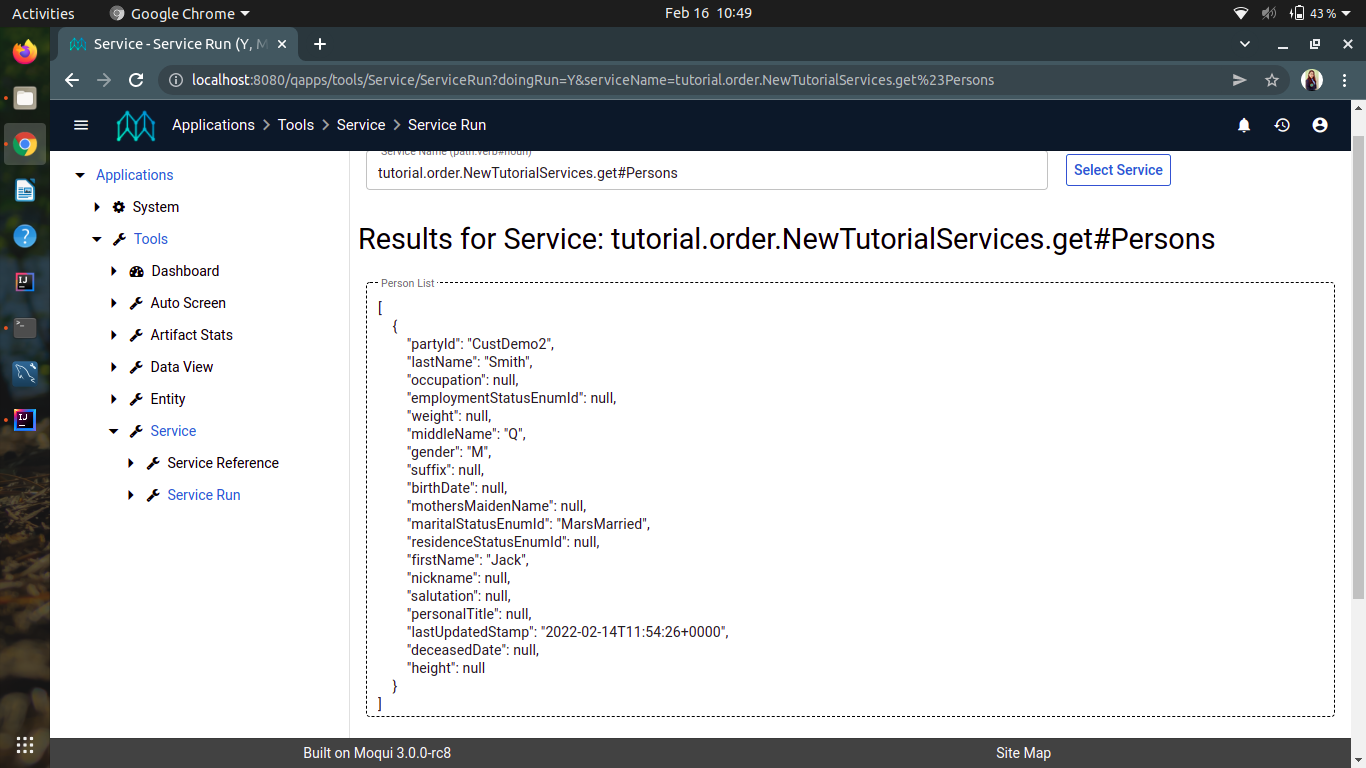 Activities
Google Chrome
Feb 16 10:49
43 %
Service - Service Run (Y, M
localhost:8080/qapps/tools/Service/ServiceRun?doingRun=Y&serviceName=tutorial.order.NewTutorialServices.get%23Persons
Applications
Tools
Service
Service Run
Applications
System
Tools
Dashboard
Auto Screen
Artifact Stats
Data View
Entity
Service
Service Reference
Service Run
Service Name (path.verb#noun)
tutorial.order.NewTutorialServices.get#Persons
Select Service
Results for Service: tutorial.order.NewTutorialServices.get#Persons
Person List
[
{
"partyId": "CustDemo2",
"lastName": "Smith",
"occupation": null,
"employmentStatusEnumId": null,
"weight": null,
"middleName": "Q",
"gender": "M",
"suffix": null,
"birthDate": null,
"mothersMaidenName": null,
"maritalStatusEnumId": "MarsMarried",
"residenceStatusEnumId": null,
"firstName": "Jack",
"nickname": null,
"salutation": null,
"personalTitle": null,
"lastUpdatedStamp": "2022-02-14T11:54:26+0000",
"deceasedDate": null,
"height": null
}
]
Built on Moqui 3.0.0-rc8
Site Map